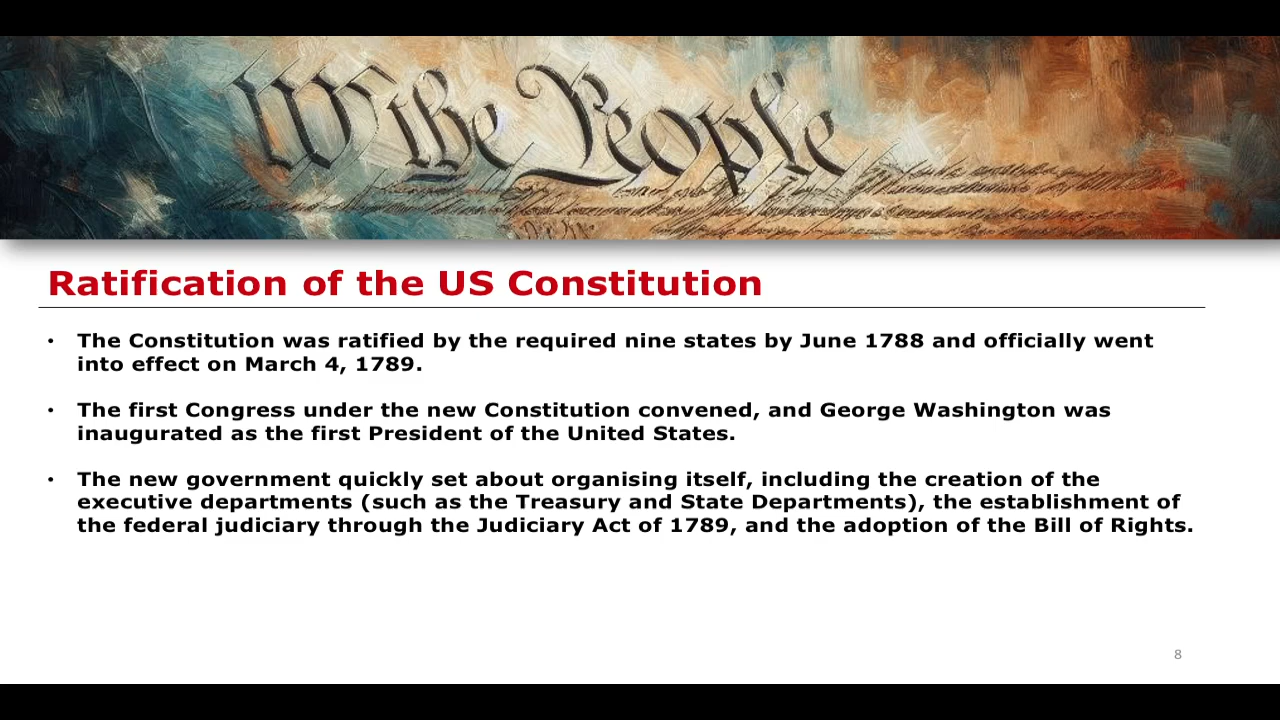 We the People
Ratification of the US Constitution
• The Constitution was ratified by the required nine states by June 1788 and officially went
into effect on March 4, 1789.
• The first Congress under the new Constitution convened, and George Washington was
inaugurated as the first President of the United States.
• The new government quickly set about organising itself, including the creation of the
executive departments (such as the Treasury and State Departments), the establishment of
the federal judiciary through the Judiciary Act of 1789, and the adoption of the Bill of Rights.
8